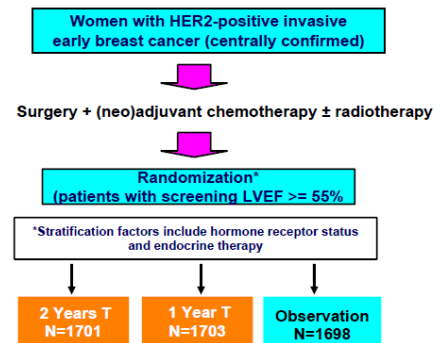 Women with HER2-positive invasive
early breast cancer (centrally confirmed)
Surgery + (neo)adjuvant chemotherapy ± radiotherapy
Randomization*
(patients with screening LVEF >= 55%
*Stratification factors include hormone receptor status
and endocrine therapy
2 Years T
N=1701
1 Year T
N=1703
Observation
N=1698